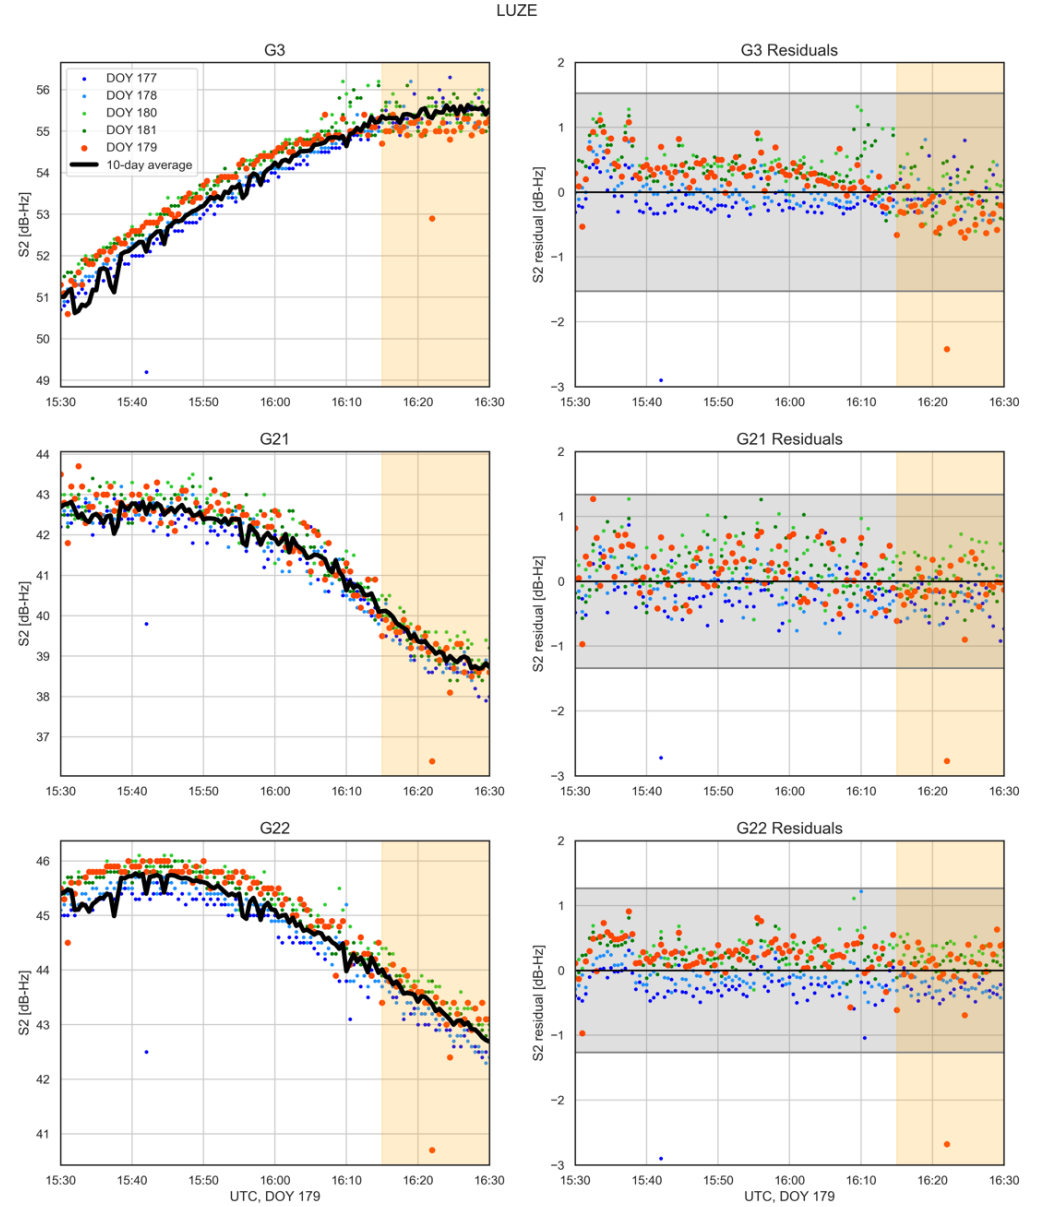 LUZE
G3
G3 Residuals
S2 [dB-Hz]
56
55
54
53
52
51
50
49
DOY 177
DOY 178
DOY 180
DOY 181
DOY 179
10-day average
15:30 15:40 15:50 16:00 16:10 16:20 16:30
S2 residual [dB-Hz]
2
1
0
−1
−2
−3
15:30 15:40 15:50 16:00 16:10 16:20 16:30
G21
G21 Residuals
S2 [dB-Hz]
44
43
42
41
40
39
38
37
15:30 15:40 15:50 16:00 16:10 16:20 16:30
S2 residual [dB-Hz]
2
1
0
−1
−2
−3
15:30 15:40 15:50 16:00 16:10 16:20 16:30
G22
G22 Residuals
S2 [dB-Hz]
46
45
44
43
42
41
15:30 15:40 15:50 16:00 16:10 16:20 16:30
UTC, DOY 179
S2 residual [dB-Hz]
2
1
0
−1
−2
−3
15:30 15:40 15:50 16:00 16:10 16:20 16:30
UTC, DOY 179